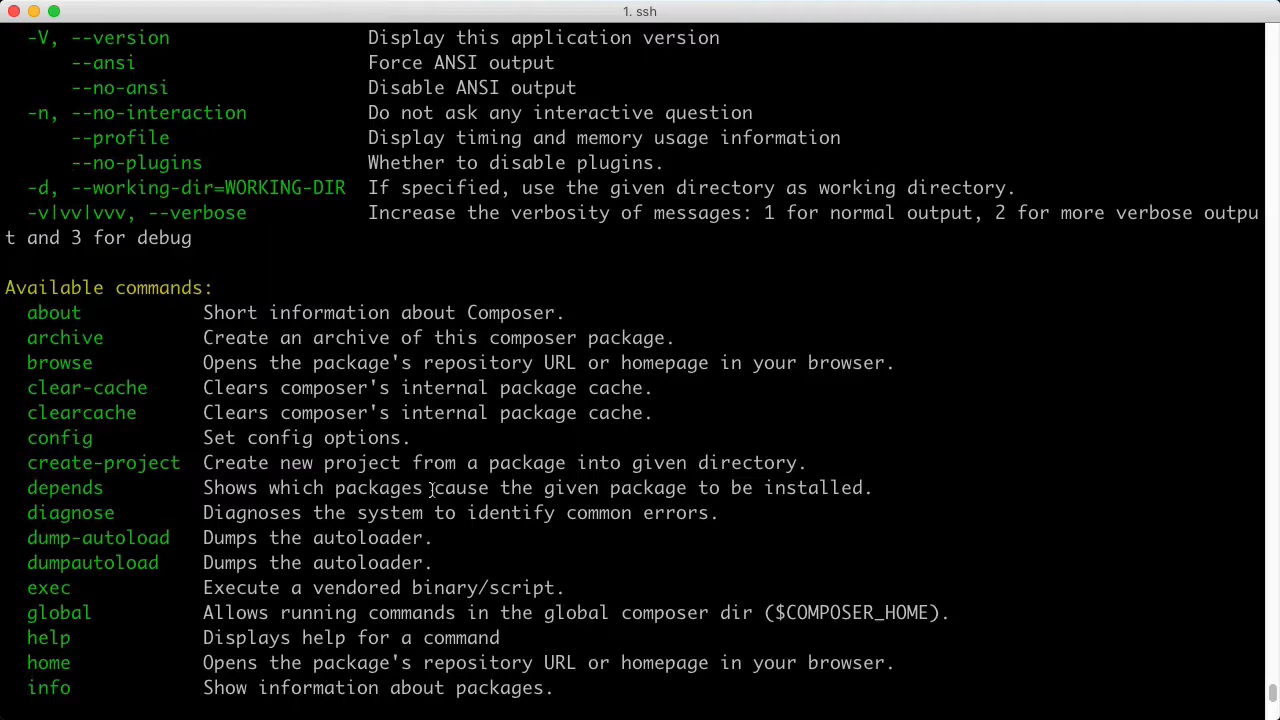 1. ssh
-V, --version Display this application version
--ansi Force ANSI output
--no-ansi Disable ANSI output
-n, --no-interaction Do not ask any interactive question
--profile Display timing and memory usage information
--no-plugins Whether to disable plugins.
-d, --working-dir=WORKING-DIR If specified, use the given directory as working directory.
-v|vv|vvv, --verbose Increase the verbosity of messages: 1 for normal output, 2 for more verbose outpu
t and 3 for debug
Available commands:
about Short information about Composer.
archive Create an archive of this composer package.
browse Opens the package's repository URL or homepage in your browser.
clear-cache Clears composer's internal package cache.
clearcache Clears composer's internal package cache.
config Set config options.
create-project Create new project from a package into given directory.
depends Shows which packages cause the given package to be installed.
diagnose Diagnoses the system to identify common errors.
dump-autoload Dumps the autoloader.
dumpautoload Dumps the autoloader.
exec Execute a vendored binary/script.
global Allows running commands in the global composer dir ($COMPOSER_HOME).
help Displays help for a command
home Opens the package's repository URL or homepage in your browser.
info Show information about packages.